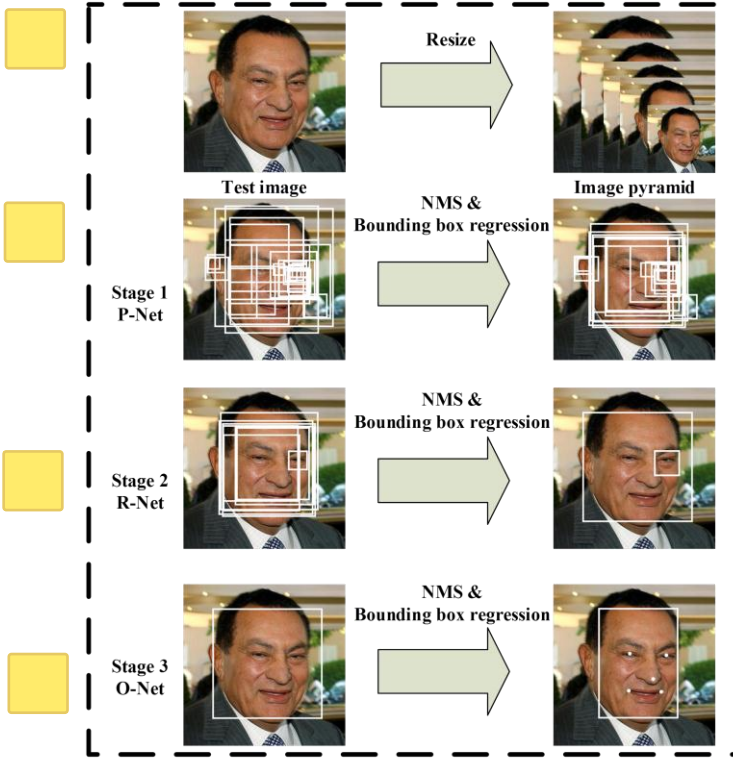 Resize
Test image
Image pyramid
NMS &
Bounding box regression
Stage 1
P-Net
NMS &
Bounding box regression
Stage 2
R-Net
NMS &
Bounding box regression
Stage 3
O-Net